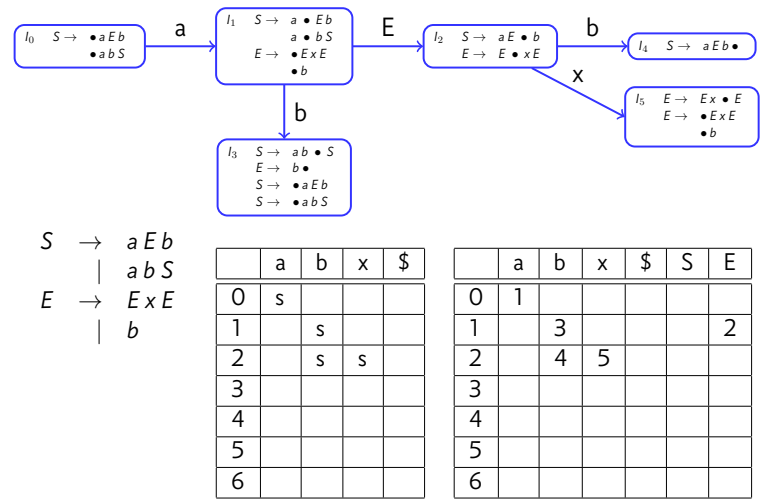 I0 S → • a E b
• a b S
a
I1 S → a • E b
a • b S
E → • E x E
• b
E
I2 S → a E • b
E → E • x E
b
I4 S → a E b •
x
I5 E → E x • E
E → • E x E
• b
b
I3 S → a b • S
E → b •
S → • a E b
S → • a b S
S → a E b
| a b S
E → E x E
| b
a b x $
0 s
1 s
2 s s
3
4
5
6
a b x $ S E
0 1
1 3 2
2 4 5
3
4
5
6